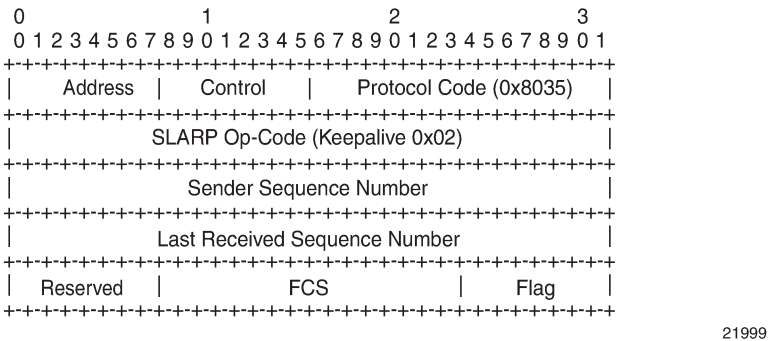 0 1 2 3
0 1 2 3 4 5 6 7 8 9 0 1 2 3 4 5 6 7 8 9 0 1 2 3 4 5 6 7 8 9 0 1
+-+-+-+-+-+-+-+-+-+-+-+-+-+-+-+-+-+-+-+-+-+-+-+-+-+-+-+-+-+-+-+-+
| Address | Control | Protocol Code (0x8035) |
+-+-+-+-+-+-+-+-+-+-+-+-+-+-+-+-+-+-+-+-+-+-+-+-+-+-+-+-+-+-+-+-+
| SLARP Op-Code (Keepalive 0x02) |
+-+-+-+-+-+-+-+-+-+-+-+-+-+-+-+-+-+-+-+-+-+-+-+-+-+-+-+-+-+-+-+-+
| Sender Sequence Number |
+-+-+-+-+-+-+-+-+-+-+-+-+-+-+-+-+-+-+-+-+-+-+-+-+-+-+-+-+-+-+-+-+
| Last Received Sequence Number |
+-+-+-+-+-+-+-+-+-+-+-+-+-+-+-+-+-+-+-+-+-+-+-+-+-+-+-+-+-+-+-+-+
| Reserved | FCS | Flag |
+-+-+-+-+-+-+-+-+-+-+-+-+-+-+-+-+-+-+-+-+-+-+-+-+-+-+-+-+-+-+-+-+
21999